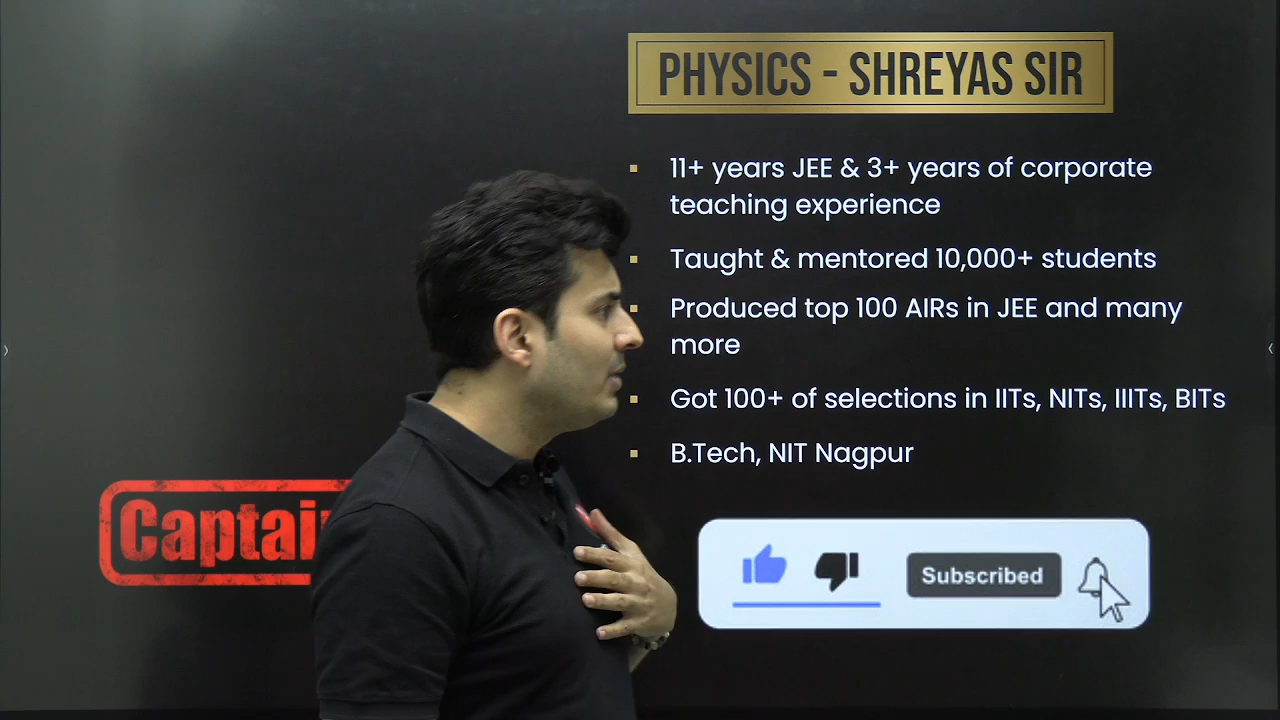 PHYSICS - SHREYAS SIR
11+ years JEE & 3+ years of corporate
teaching experience
Taught & mentored 10,000+ students
Produced top 100 AIRs in JEE and many
more
Got 100+ of selections in IITs, NITs, IIITs, BITs
B.Tech, NIT Nagpur
Captai
Subscribed